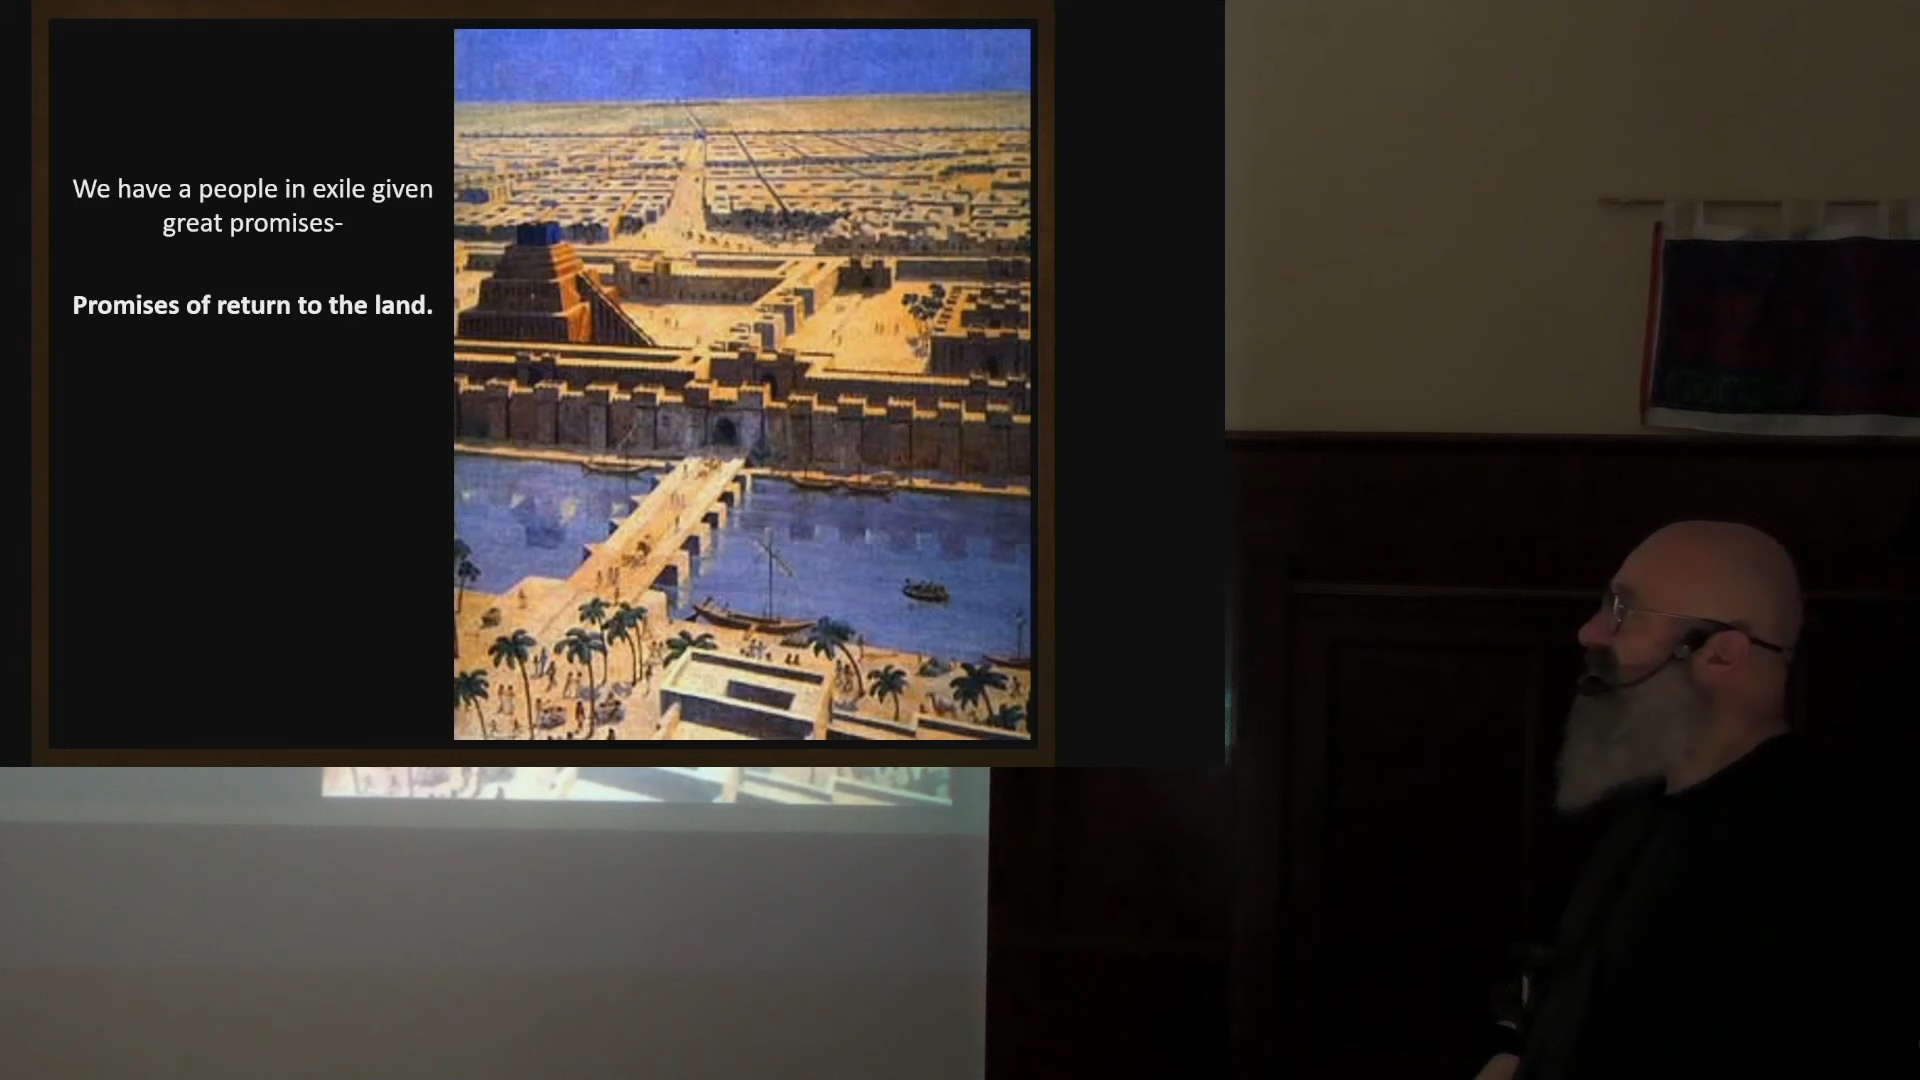 We have a people in exile given
great promises-
Promises of return to the land.